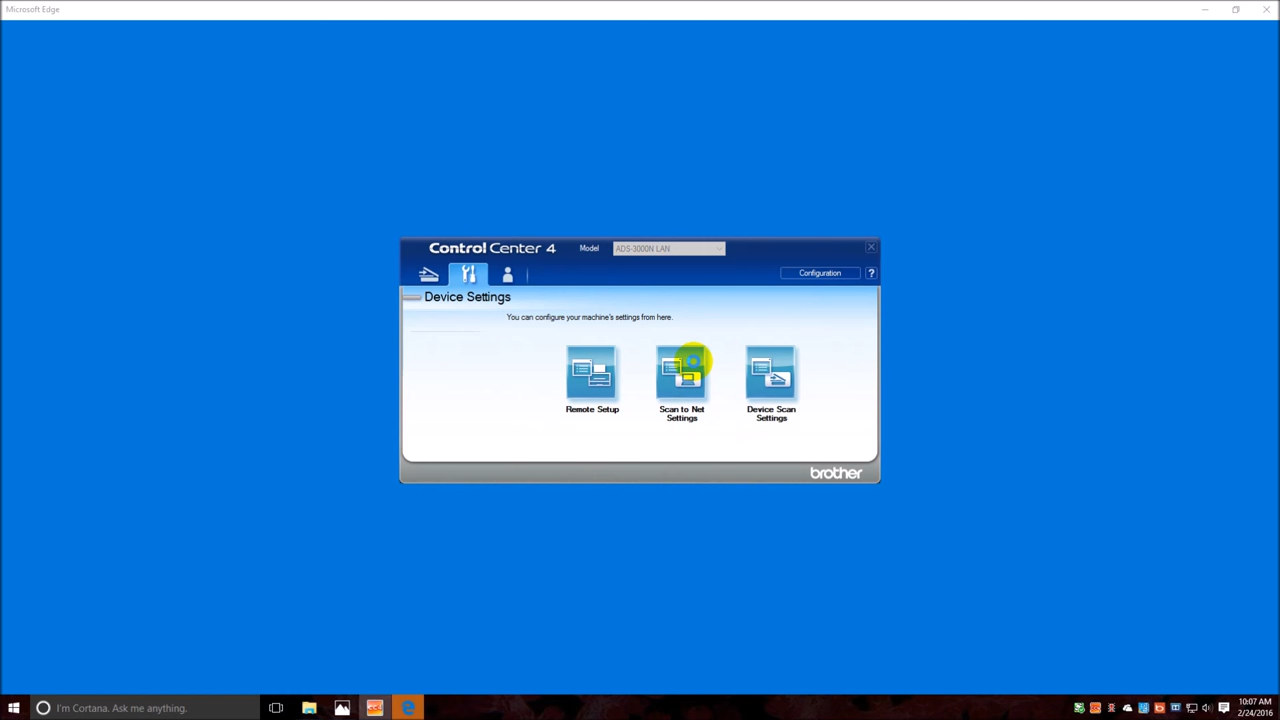 Microsoft Edge
ControlCenter 4
Model
ADS-3000N LAN
Configuration
?
Device Settings
You can configure your machine's settings from here.
Remote Setup
Scan to Net
Settings
Device Scan
Settings
brother
I'm Cortana. Ask me anything.
10:07 AM
2/24/2016